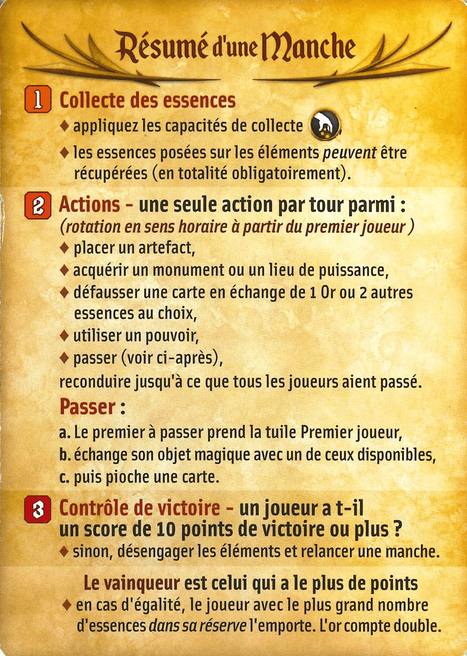 Résumé d'une Manche
1 Collecte des essences
♦ appliquez les capacités de collecte
♦ les essences posées sur les éléments peuvent être
récupérées (en totalité obligatoirement).
2 Actions - une seule action par tour parmi :
(rotation en sens horaire à partir du premier joueur )
♦ placer un artefact,
♦ acquérir un monument ou un lieu de puissance,
♦ défausser une carte en échange de 1 Or ou 2 autres
essences au choix,
♦ utiliser un pouvoir,
♦ passer (voir ci-après),
reconduire jusqu'à ce que tous les joueurs aient passé.
Passer :
a. Le premier à passer prend la tuile Premier joueur,
b. échange son objet magique avec un de ceux disponibles,
c. puis pioche une carte.
3 Contrôle de victoire - un joueur a t-il
un score de 10 points de victoire ou plus ?
♦ sinon, désengager les éléments et relancer une manche.
Le vainqueur est celui qui a le plus de points
♦ en cas d'égalité, le joueur avec le plus grand nombre
d'essences dans sa réserve l'emporte. L'or compte double.